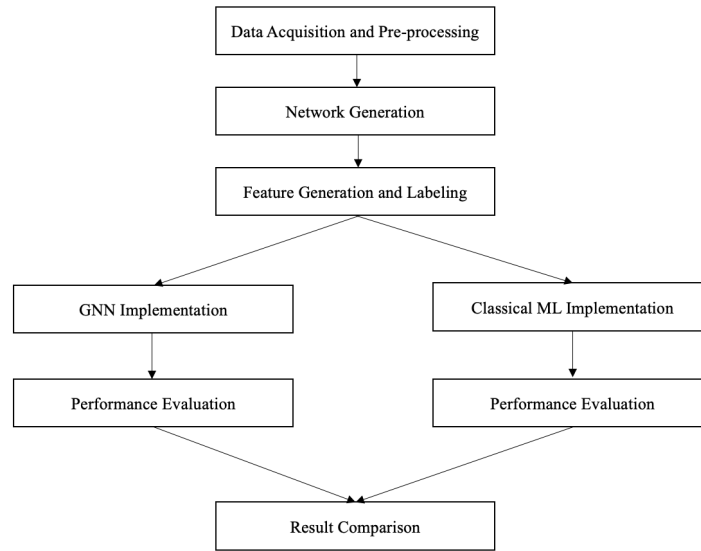 Data Acquisition and Pre-processing
Network Generation
Feature Generation and Labeling
GNN Implementation
Classical ML Implementation
Performance Evaluation
Performance Evaluation
Result Comparison